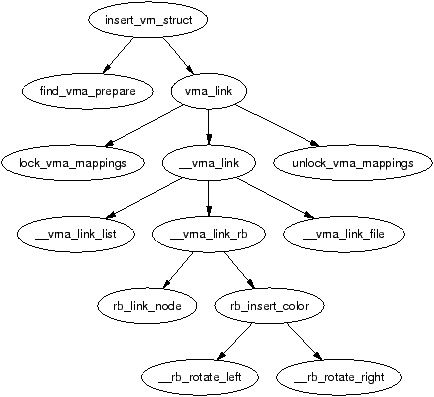 insert_vm_struct
find_vma_prepare
vma_link
lock_vma_mappings
__vma_link
unlock_vma_mappings
__vma_link_list
__vma_link_rb
__vma_link_file
rb_link_node
rb_insert_color
__rb_rotate_left
__rb_rotate_right